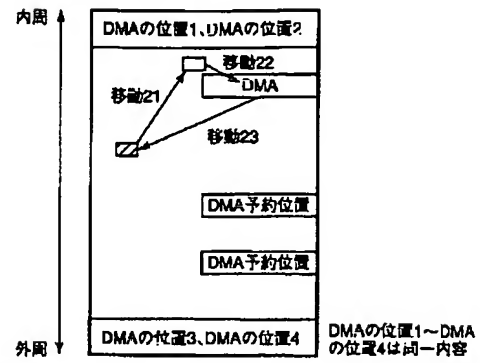 内周
DMAの位置1、DMAの位置2
移動22
DMA
移動21
移動23
DMA予約位置
DMA予約位置
DMAの位置3、DMAの位置4
外周
DMAの位置1~DMA
の位置4は同一内容